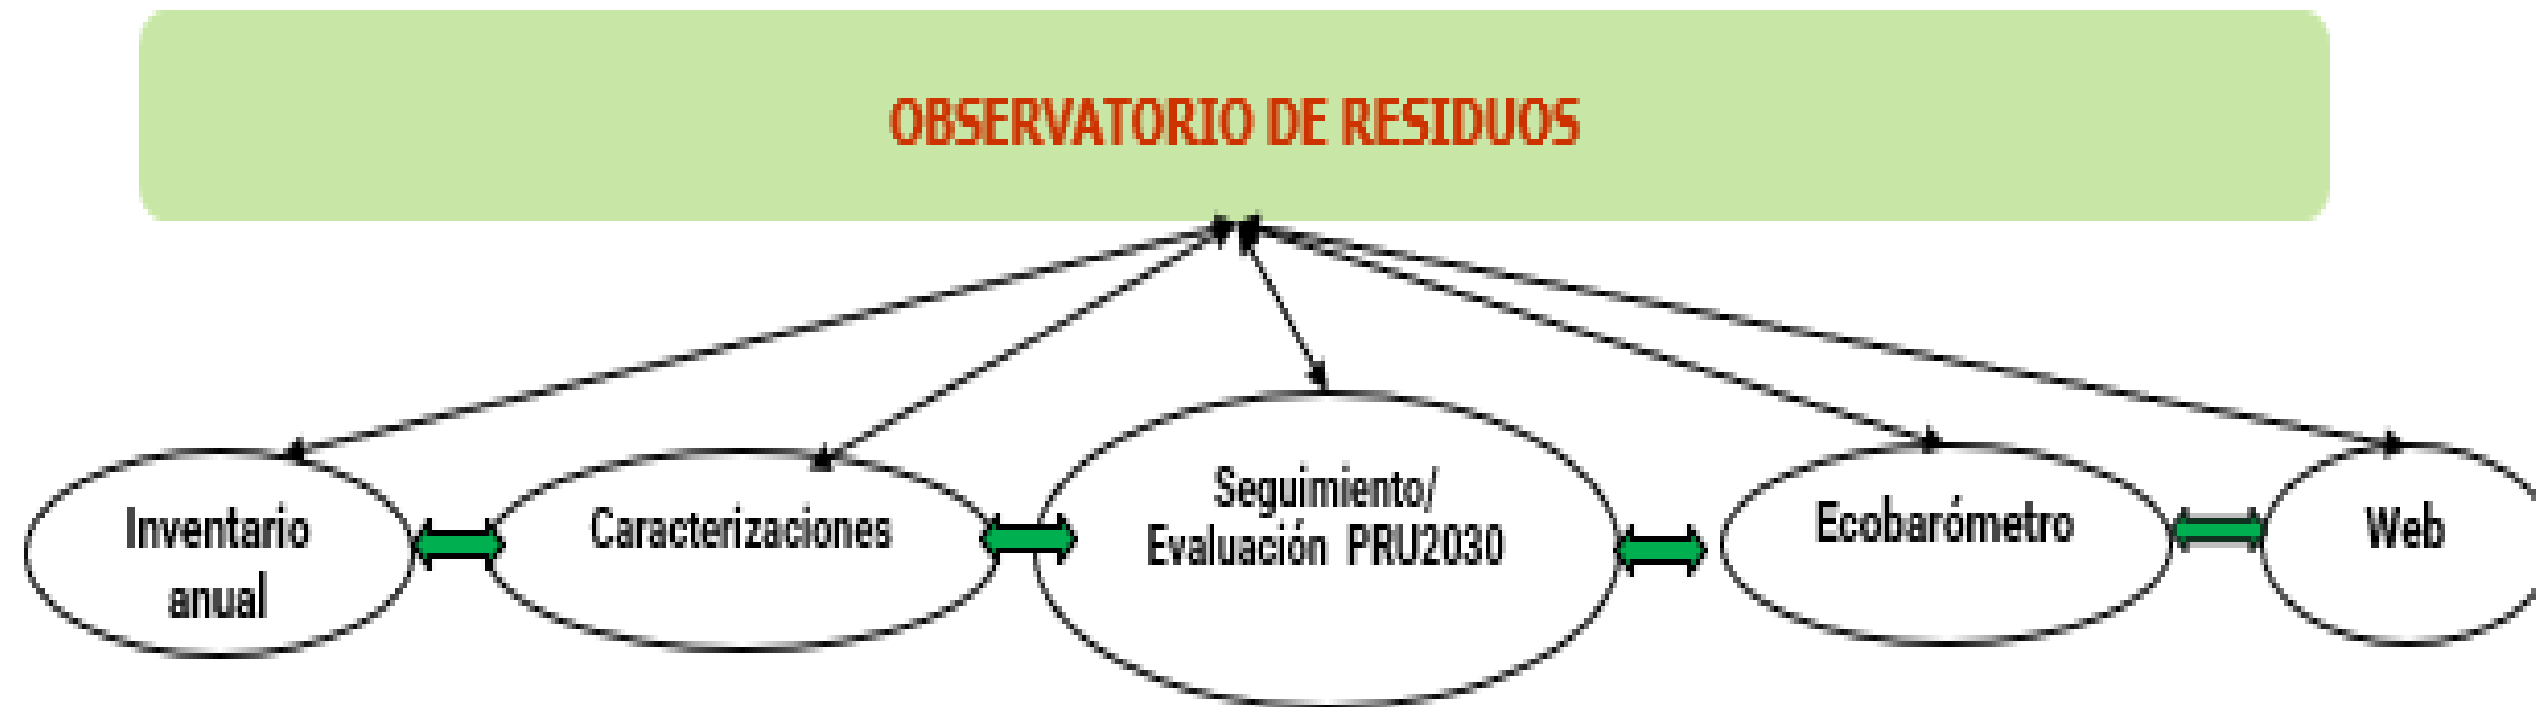 OBSERVATORIO DE RESIDUOS
Inventario
anual
Caracterizaciones
Seguimiento/
Evaluación PRU2030
Ecobarómetro
Web